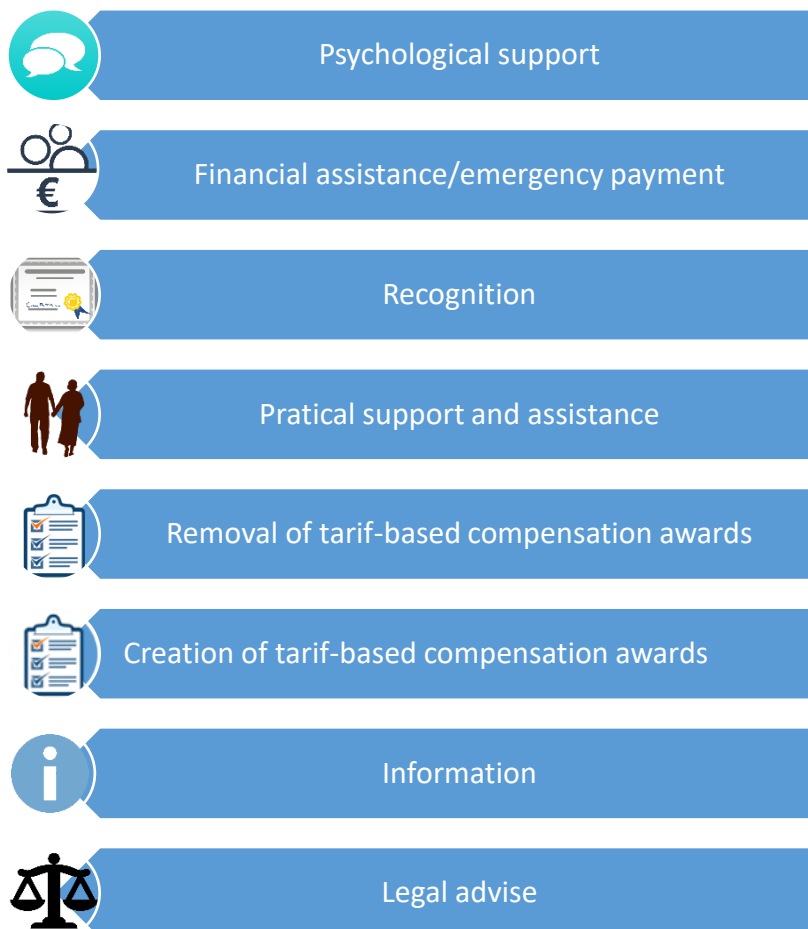 Psychological support
€
Financial assistance/emergency payment
Recognition
Pratical support and assistance
Removal of tarif-based compensation awards
Creation of tarif-based compensation awards
i
Information
Legal advise